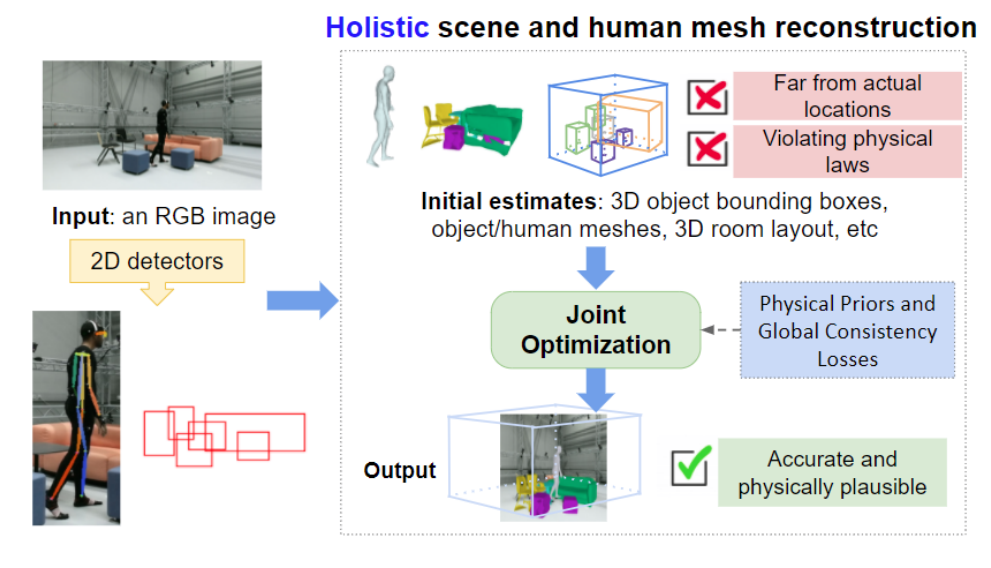 Holistic scene and human mesh reconstruction
Far from actual
locations
Violating physical
laws
Input: an RGB image
2D detectors
Initial estimates: 3D object bounding boxes,
object/human meshes, 3D room layout, etc
Joint
Optimization
Physical Priors and
Global Consistency
Losses
Output
Accurate and
physically plausible